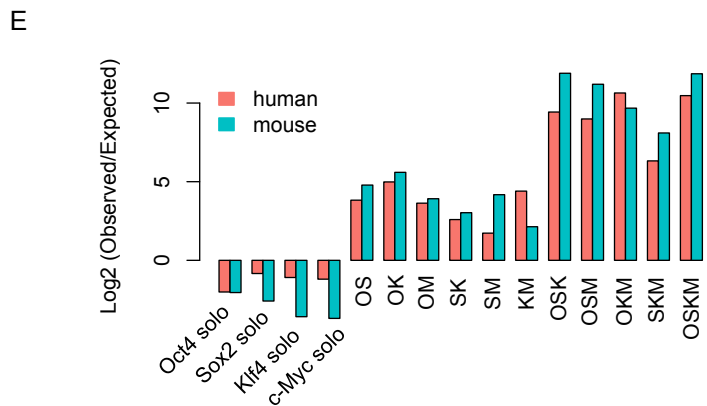 E
Log2 (Observed/Expected)
10
5
0
human
mouse
Oct4 solo
Sox2 solo
Klf4 solo
c-Myc solo
OS
OK
OM
SK
SM
KM
OSK
OSM
OKM
SKM
OSKM